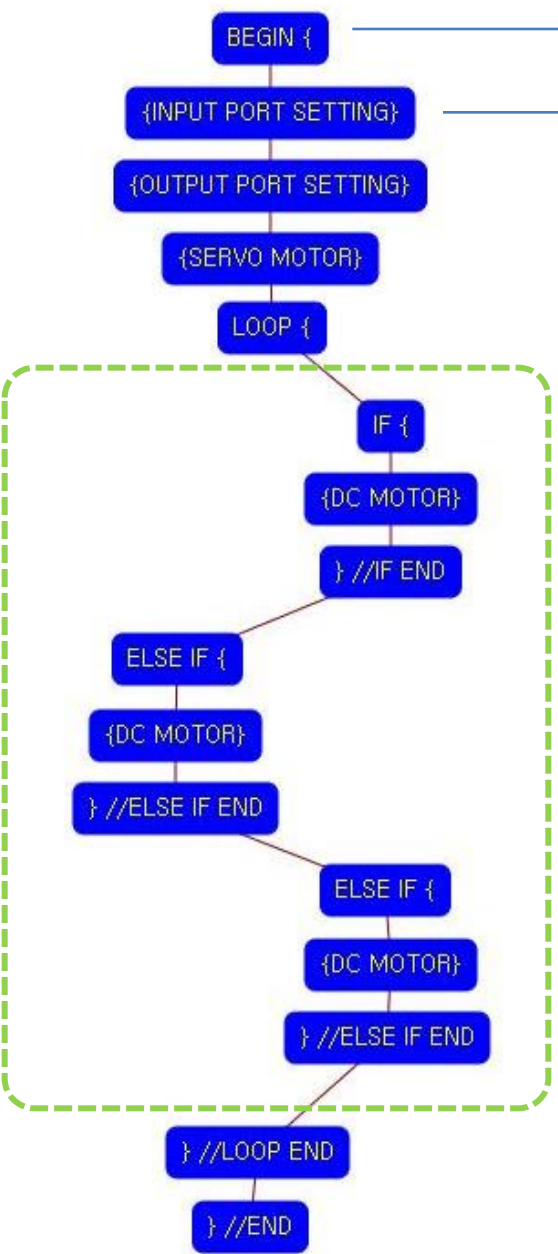 BEGIN {
{INPUT PORT SETTING}
{OUTPUT PORT SETTING}
{SERVO MOTOR}
LOOP {
IF {
{DC MOTOR}
} //IF END
ELSE IF {
{DC MOTOR}
} //ELSE IF END
ELSE IF {
{DC MOTOR}
} //ELSE IF END
} //LOOP END
} //END